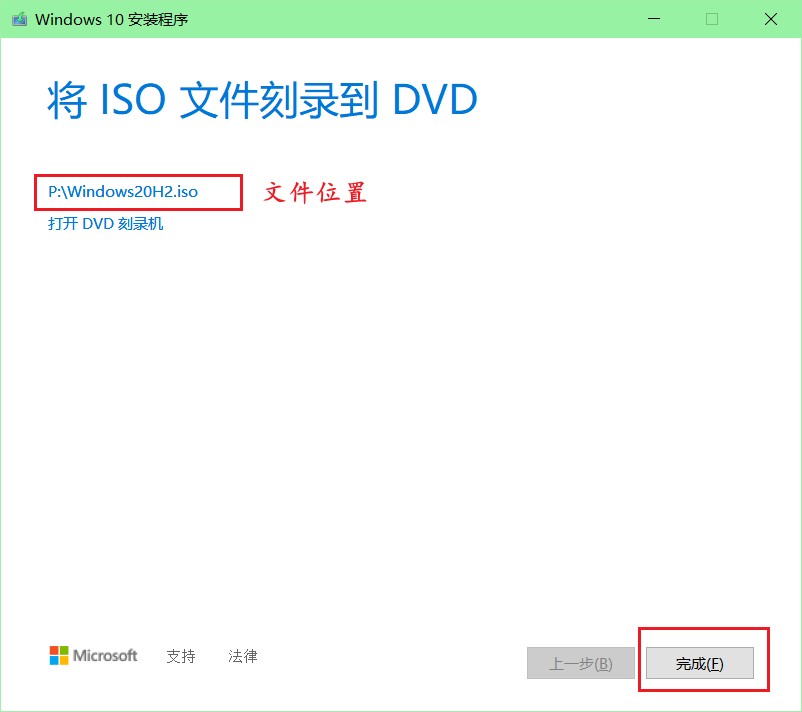 Windows 10 安装程序
将 ISO 文件刻录到 DVD
P:\Windows20H2.iso 文件位置
打开 DVD 刻录机
Microsoft 支持 法律 上一步(B) 完成(F)